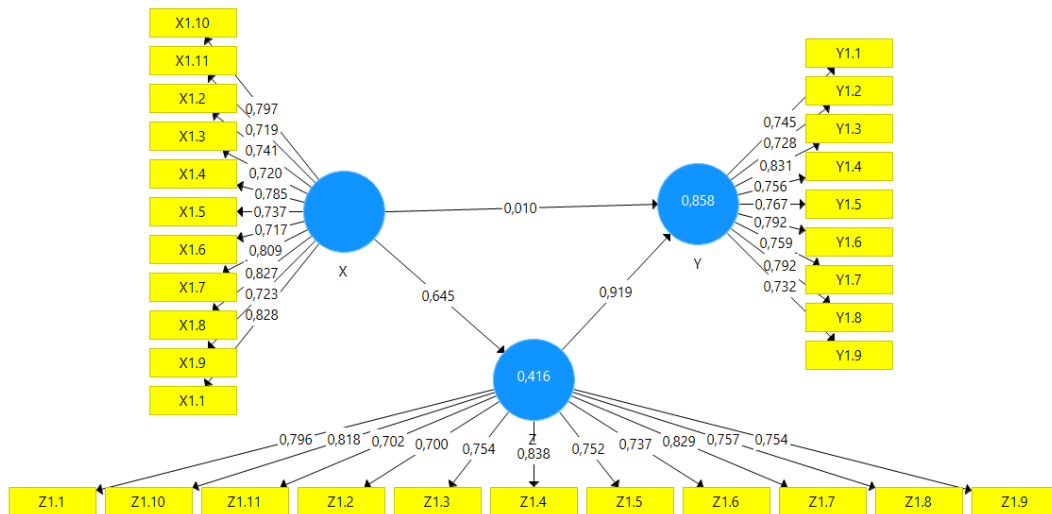 X1.10
X1.11
X1.2
X1.3
X1.4
X1.5
X1.6
X1.7
X1.8
X1.9
X1.1
0,797
0,719
0,741
0,720
0,785
0,737
0,717
0,809
0,827
0,723
0,828
X
0,010
0,645
0,919
0,858
Y
0,745
0,728
0,831
0,756
0,767
0,792
0,759
0,792
0,732
Y1.1
Y1.2
Y1.3
Y1.4
Y1.5
Y1.6
Y1.7
Y1.8
Y1.9
0,416
Z
0,796
0,818
0,702
0,700
0,754
0,838
0,752
0,737
0,829
0,757
0,754
Z1.1
Z1.10
Z1.11
Z1.2
Z1.3
Z1.4
Z1.5
Z1.6
Z1.7
Z1.8
Z1.9